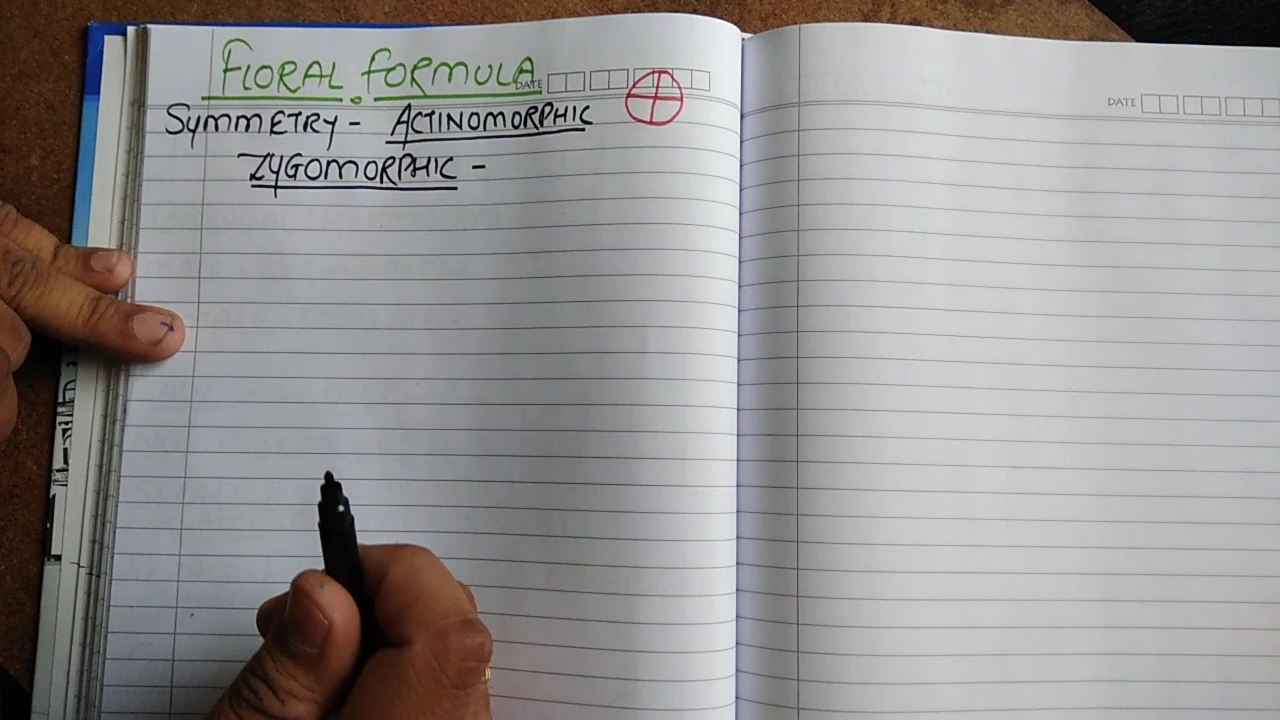 FLORAL FORMULA
DATE
SYMMETRY - ACTINOMORPHIC
ZYGOMORPHIC -
DATE